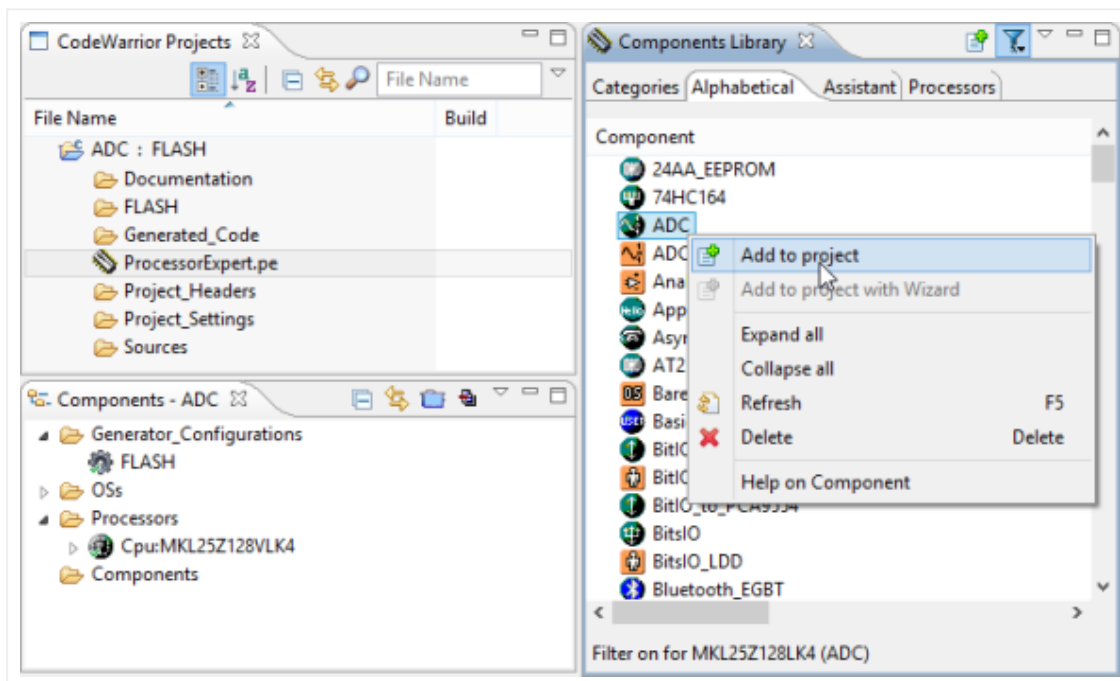 CodeWarrior Projects
File Name
File Name
Build
ADC : FLASH
Documentation
FLASH
Generated_Code
ProcessorExpert.pe
Project_Headers
Project_Settings
Sources
Components - ADC
Generator_Configurations
FLASH
OSs
Processors
Cpu:MKL25Z128VLK4
Components
Components Library
Categories
Alphabetical
Assistant
Processors
Component
24AA_EEPROM
74HC164
ADC
ADC
Ana
App
Asyn
AT2
Bare
Basi
BitIO
BitIO
BitIO_to_PCA9554
BitsIO
BitsIO_LDD
Bluetooth_EGBT
Add to project
Add to project with Wizard
Expand all
Collapse all
Refresh F5
Delete Delete
Help on Component
Filter on for MKL25Z128LK4 (ADC)